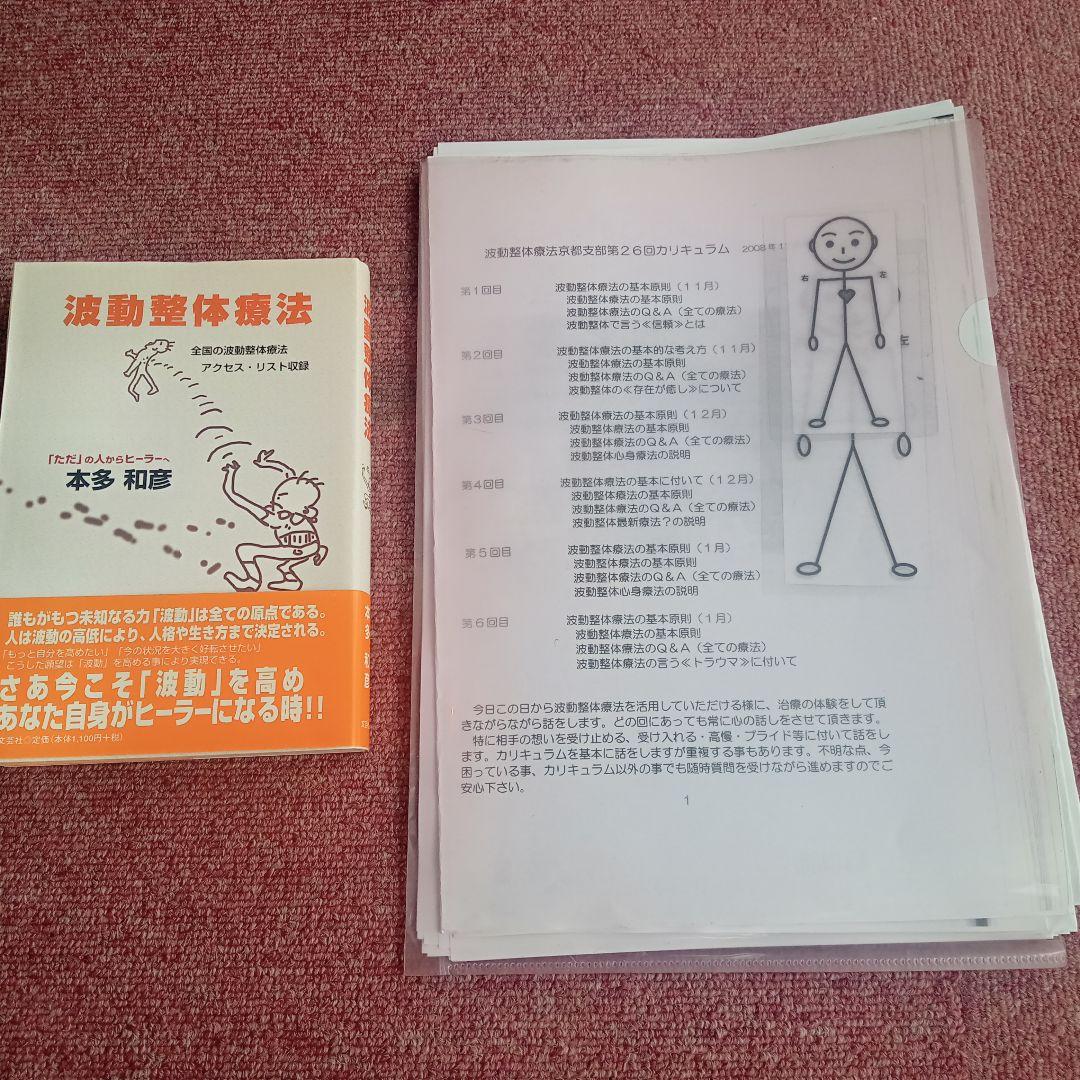 波動整体療法
全国の波動整体療法
アクセス・リスト収録
「ただ」の人からヒーラーへ
本多 和彦
誰もがもつ未知なる力「波動」は全ての原点である。
人は波動の高低により、人格や生き方まで決定される。
「もっと自分を高めたい」「今の状況を大きく好転させたい」
こうした願望は「波動」を高める事により実現できる。
さあ今こそ「波動」を高め
あなた自身がヒーラーになる時!!
文芸社◎定価(本体1,100円+税)
本多 和彦
波動整体療法京都支部第26回カリキュラム 2008年1
第1回目 波動整体療法の基本原則(11月)
波動整体療法の基本原則
波動整体療法のQ&A(全ての療法)
波動整体で言う≪信頼≫とは
第2回目 波動整体療法の基本的な考え方(11月)
波動整体療法の基本原則
波動整体療法のQ&A(全ての療法)
波動整体の≪存在が癒し≫について
第3回目 波動整体療法の基本原則(12月)
波動整体療法の基本原則
波動整体療法のQ&A(全ての療法)
波動整体心身療法の説明
第4回目 波動整体療法の基本に付いて(12月)
波動整体療法の基本原則
波動整体療法のQ&A(全ての療法)
波動整体最新療法?の説明
第5回目 波動整体療法の基本原則(1月)
波動整体療法の基本原則
波動整体療法のQ&A(全ての療法)
波動整体心身療法の説明
第6回目 波動整体療法の基本原則(1月)
波動整体療法の基本原則
波動整体療法のQ&A(全ての療法)
波動整体療法の言う≪トラウマ≫に付いて
今日この日から波動整体療法を活用していただける様に、治療の体験をして頂
きながらながら話をします。どの回にあっても常に心の話しをさせて頂きます。
特に相手の想いを受け止める、受け入れる・高慢・プライド等に付いて話をし
ます。カリキュラムを基本に話をしますが重複する事もあります。不明な点、今
困っている事、カリキュラム以外の事でも随時質問を受けながら進めますのでご
安心下さい。
1
右
左
左